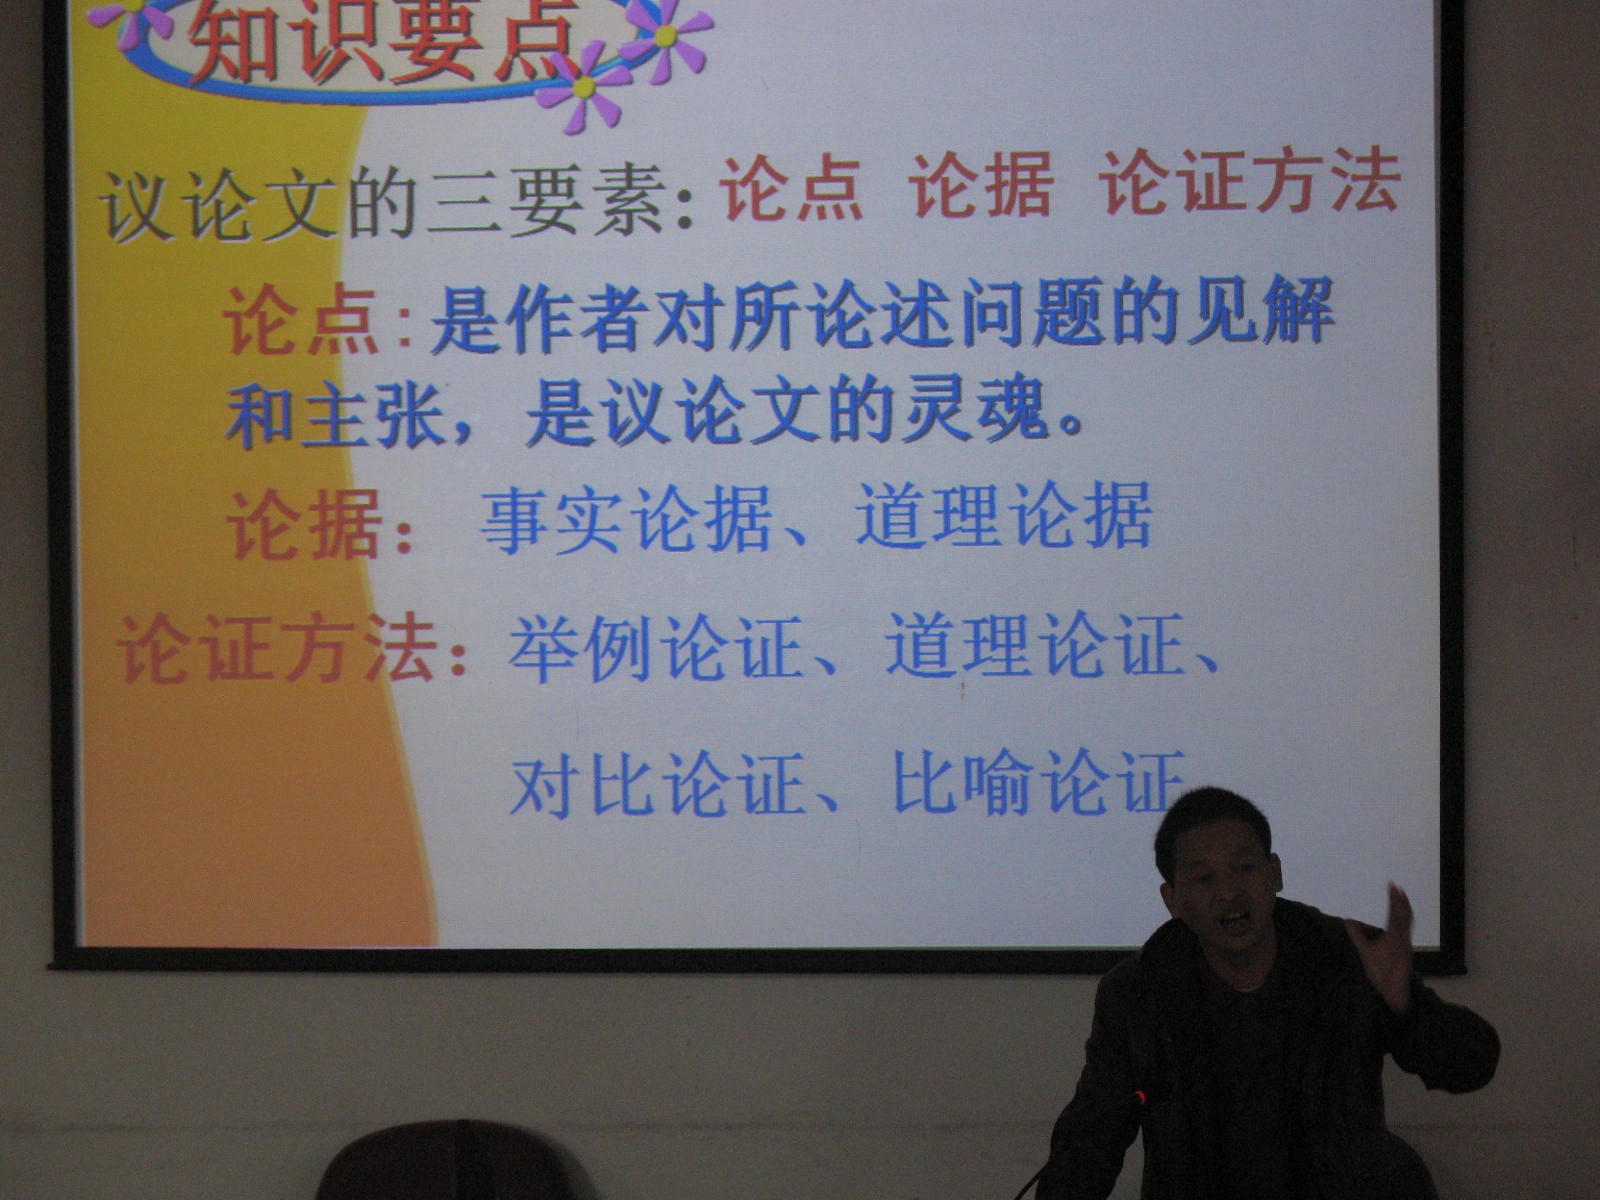 知识要点
议论文的三要素:论点 论据 论证方法
论点:是作者对所论述问题的见解
和主张，是议论文的灵魂。
论据：事实论据、道理论据
论证方法：举例论证、道理论证、
对比论证、比喻论证